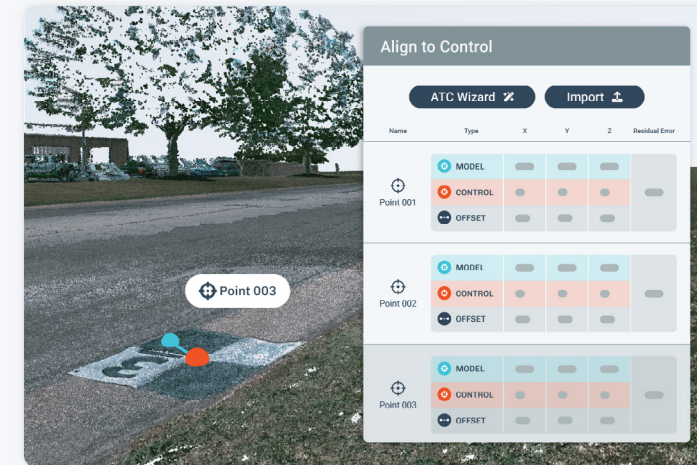 Align to Control
ATC Wizard Import
Name Type X Y Z Residual Error
MODEL
CONTROL
Point 001
OFFSET
MODEL
CONTROL
Point 002
OFFSET
MODEL
CONTROL
Point 003
OFFSET
Point 003
3